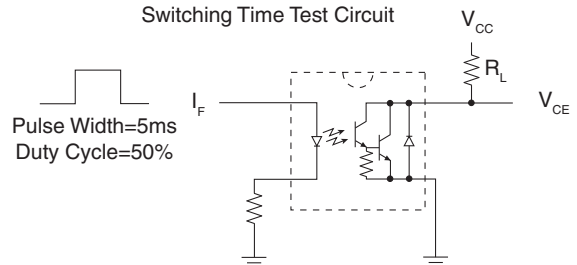 Switching Time Test Circuit
V_CC
R_L
I_F
V_CE
Pulse Width=5ms
Duty Cycle=50%